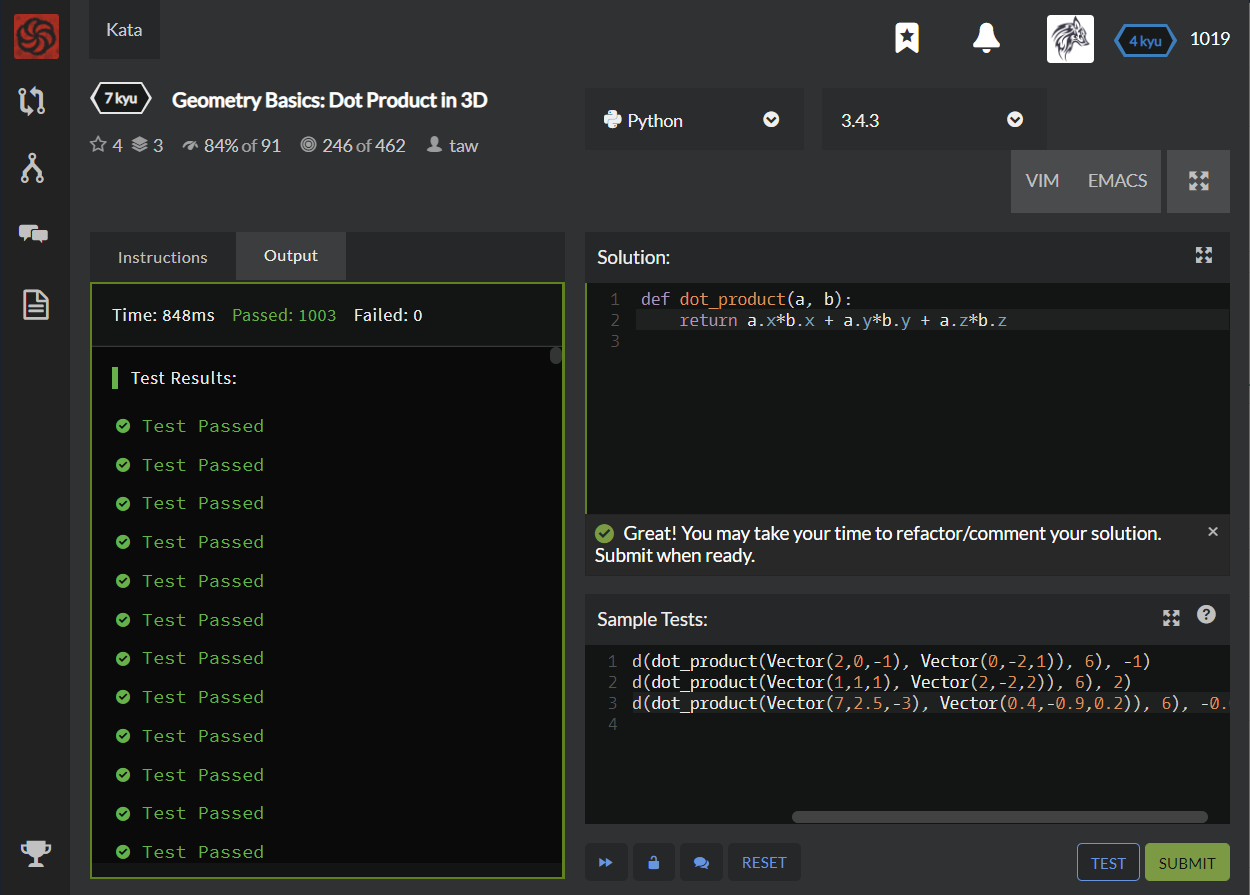 Kata
4 kyu 1019
7 kyu Geometry Basics: Dot Product in 3D
4 3 84% of 91 246 of 462 taw
Python 3.4.3
VIM EMACS
Instructions Output
Time: 848ms Passed: 1003 Failed: 0
Test Results:
Test Passed
Test Passed
Test Passed
Test Passed
Test Passed
Test Passed
Test Passed
Test Passed
Test Passed
Test Passed
Test Passed
Test Passed
Solution:
1 def dot_product(a, b):
2 return a.x*b.x + a.y*b.y + a.z*b.z
3
Great! You may take your time to refactor/comment your solution.
Submit when ready.
×
Sample Tests:
?
1 d(dot_product(Vector(2,0,-1), Vector(0,-2,1)), 6), -1)
2 d(dot_product(Vector(1,1,1), Vector(2,-2,2)), 6), 2)
3 d(dot_product(Vector(7,2.5,-3), Vector(0.4,-0.9,0.2)), 6), -0.
4
RESET TEST SUBMIT